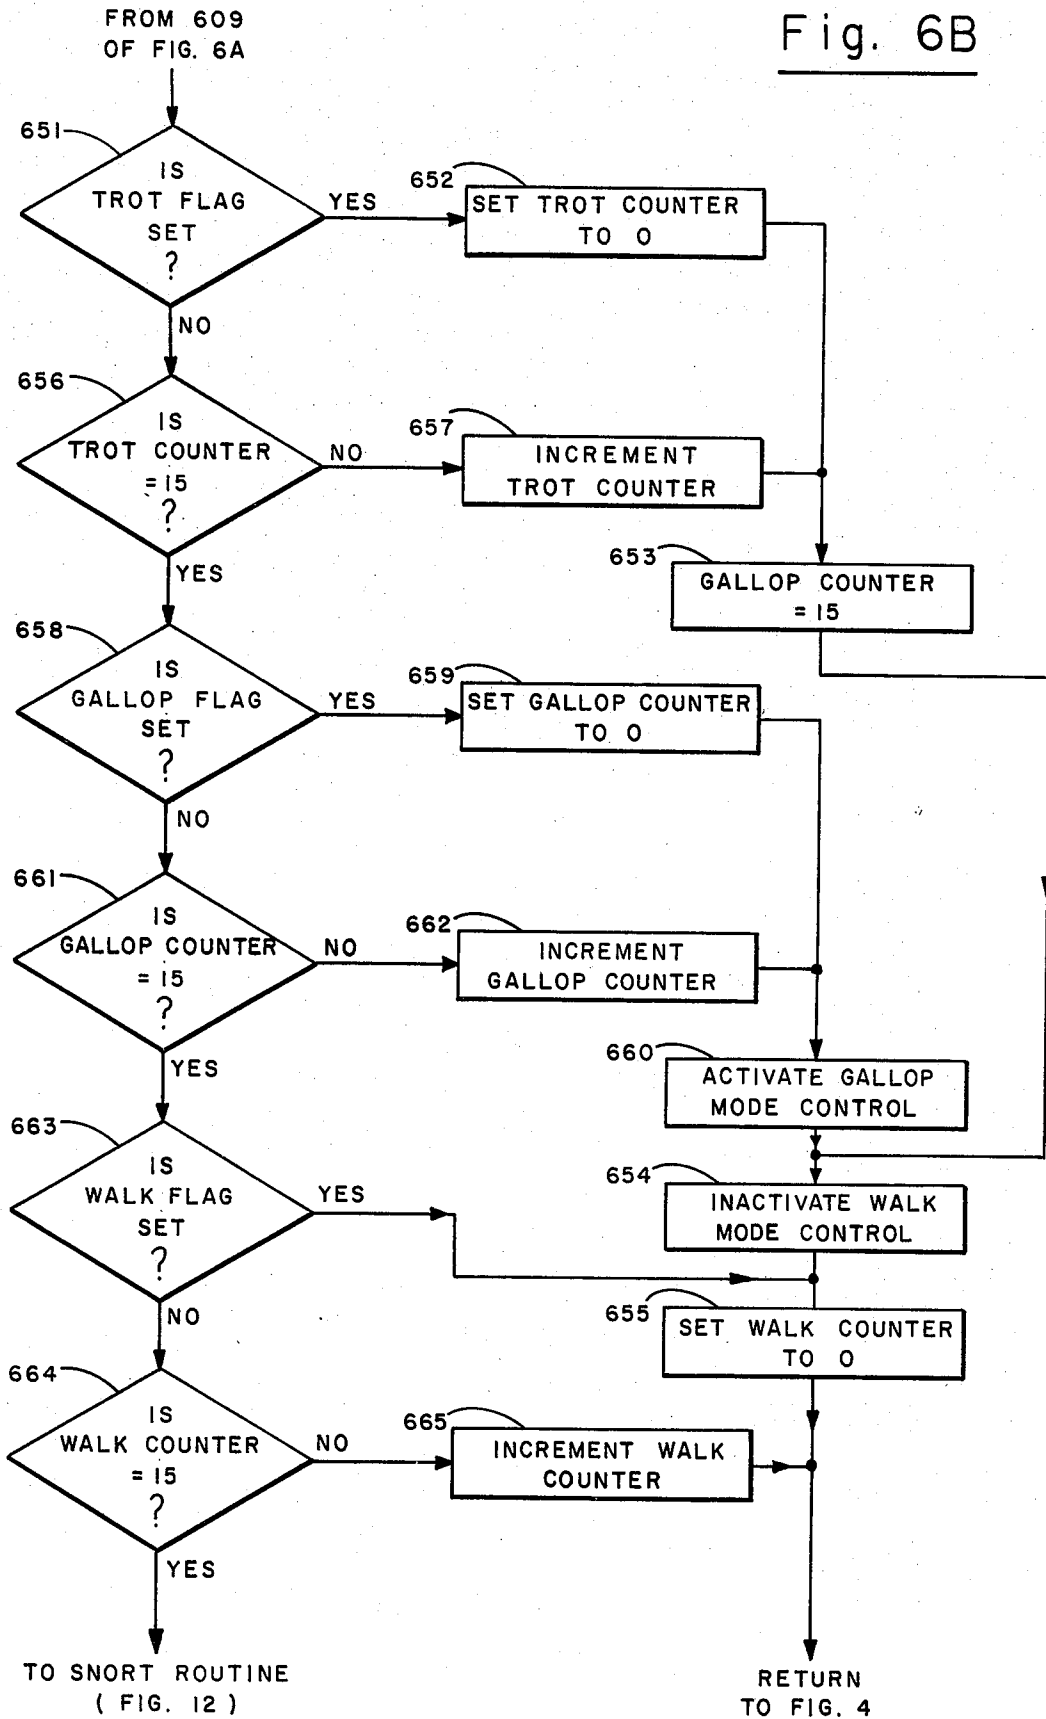 FROM 609
OF FIG. 6A
Fig. 6B
651
IS
TROT FLAG
SET
?
YES
652
SET TROT COUNTER
TO 0
NO
656
IS
TROT COUNTER
=15
?
NO
657
INCREMENT
TROT COUNTER
653
GALLOP COUNTER
=15
YES
658
IS
GALLOP FLAG
SET
?
YES
659
SET GALLOP COUNTER
TO 0
NO
661
IS
GALLOP COUNTER
=15
?
NO
662
INCREMENT
GALLOP COUNTER
660
ACTIVATE GALLOP
MODE CONTROL
YES
663
IS
WALK FLAG
SET
?
YES
654
INACTIVATE WALK
MODE CONTROL
655
SET WALK COUNTER
TO 0
NO
664
IS
WALK COUNTER
=15
?
NO
665
INCREMENT WALK
COUNTER
YES
TO SNORT ROUTINE
( FIG. 12 )
RETURN
TO FIG. 4